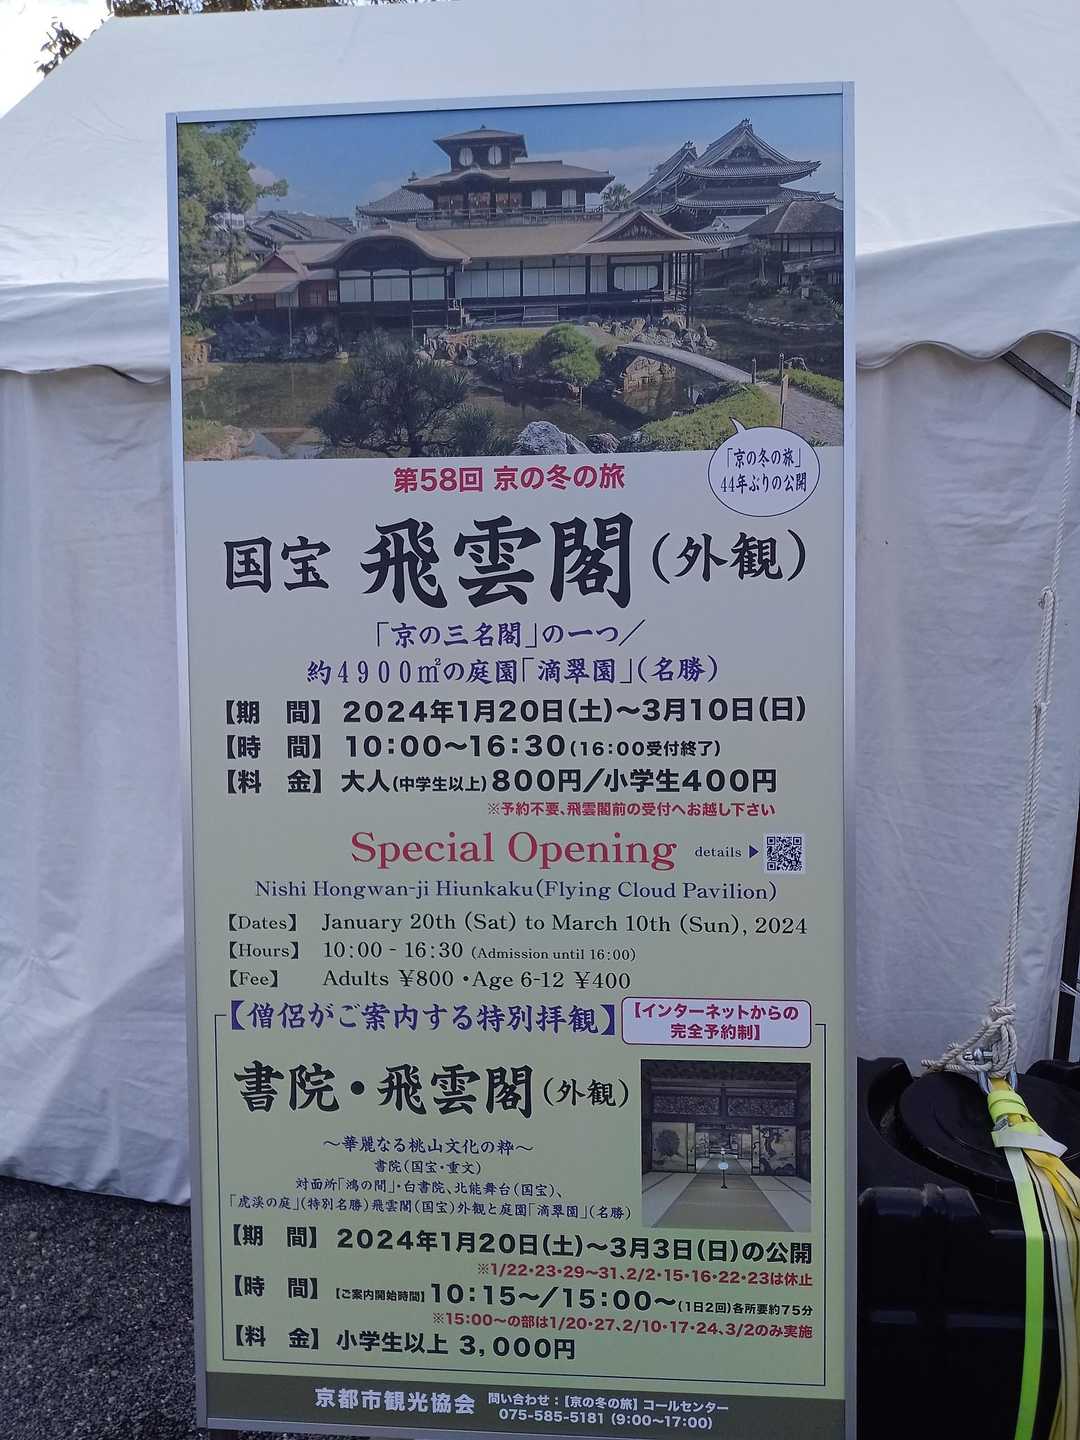 「京の冬の旅」
44年ぶりの公開
第58回 京の冬の旅
国宝 飛雲閣(外観)
「京の三名閣」の一つ/
約4900㎡の庭園「滴翠園」(名勝)
【期 間】 2024年1月20日(土)～3月10日(日)
【時 間】 10:00～16:30(16:00受付終了)
【料 金】 大人(中学生以上)800円/小学生400円
※予約不要、飛雲閣前の受付へお越し下さい
Special Opening details ▶
Nishi Hongwan-ji Hiunkaku(Flying Cloud Pavilion)
【Dates】 January 20th (Sat) to March 10th (Sun), 2024
【Hours】 10:00 - 16:30 (Admission until 16:00)
【Fee】 Adults ¥800 ・Age 6-12 ¥400
【僧侶がご案内する特別拝観】
【インターネットからの
完全予約制】
書院・飛雲閣(外観)
～華麗なる桃山文化の粋～
書院(国宝・重文)
対面所「鴻の間」・白書院、北能舞台(国宝)、
「虎渓の庭」(特別名勝)飛雲閣(国宝)外観と庭園「滴翠園」(名勝)
【期 間】 2024年1月20日(土)～3月3日(日)の公開
※1/22・23・29～31、2/2・15・16・22・23は休止
【時 間】【ご案内開始時間】10:15～/15:00～(1日2回)各所要約75分
※15:00～の部は1/20・27、2/10・17・24、3/2のみ実施
【料 金】 小学生以上 3,000円
京都市観光協会 問い合わせ:【京の冬の旅】コールセンター
075-585-5181 (9:00～17:00)